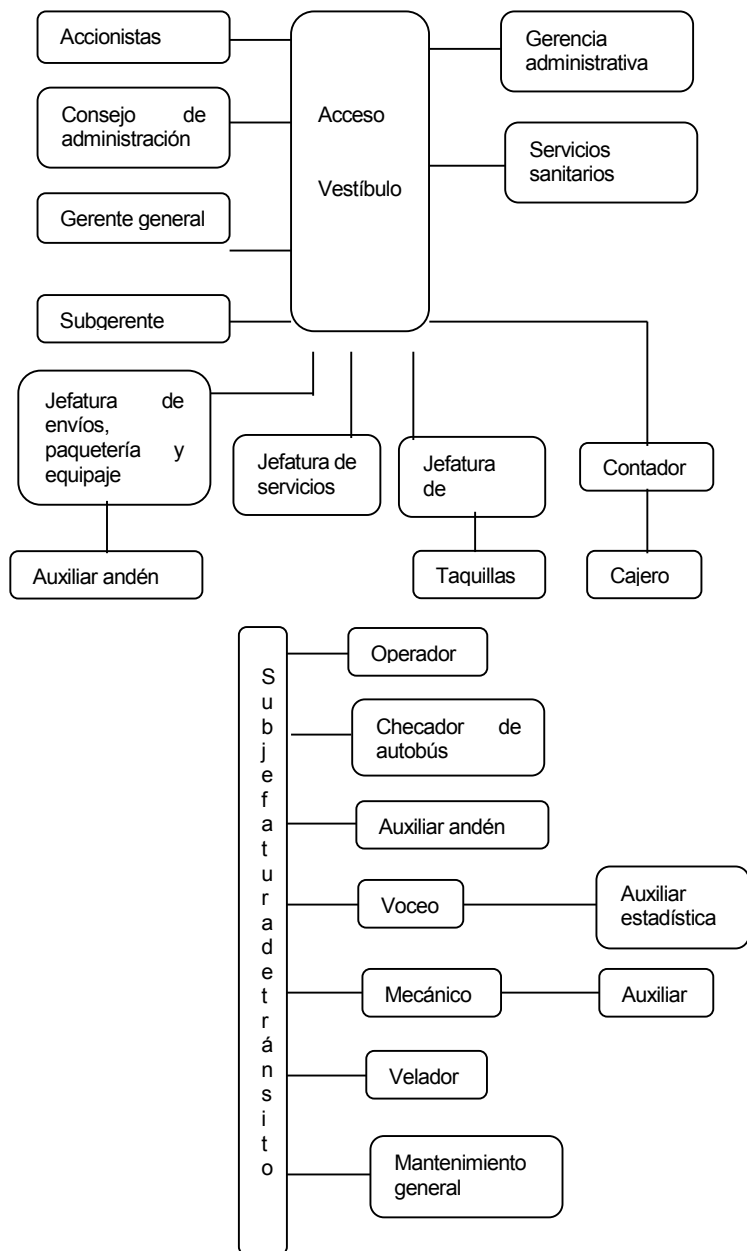 Accionistas
Consejo de
administración
Gerente general
Subgerente
Acceso
Vestíbulo
Gerencia
administrativa
Servicios
sanitarios
Jefatura de
envíos,
paquetería y
equipaje
Jefatura de
servicios
Jefatura
de
Contador
Auxiliar andén
Taquillas
Cajero
Subjefaturadetránsito
Operador
Checador de
autobús
Auxiliar andén
Voceo
Auxiliar
estadística
Mecánico
Auxiliar
Velador
Mantenimiento
general